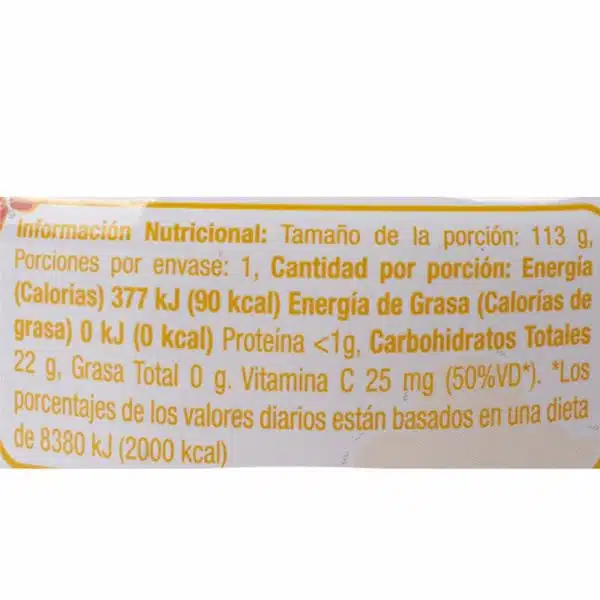 Información Nutricional: Tamaño de la porción: 113 g,
Porciones por envase: 1, Cantidad por porción: Energía
(Calorías) 377 kJ (90 kcal) Energía de Grasa (Calorías de
grasa) 0 kJ (0 kcal) Proteína <1g, Carbohidratos Totales
22 g, Grasa Total 0 g. Vitamina C 25 mg (50%VD*). *Los
porcentajes de los valores diarios están basados en una dieta
de 8380 kJ (2000 kcal)